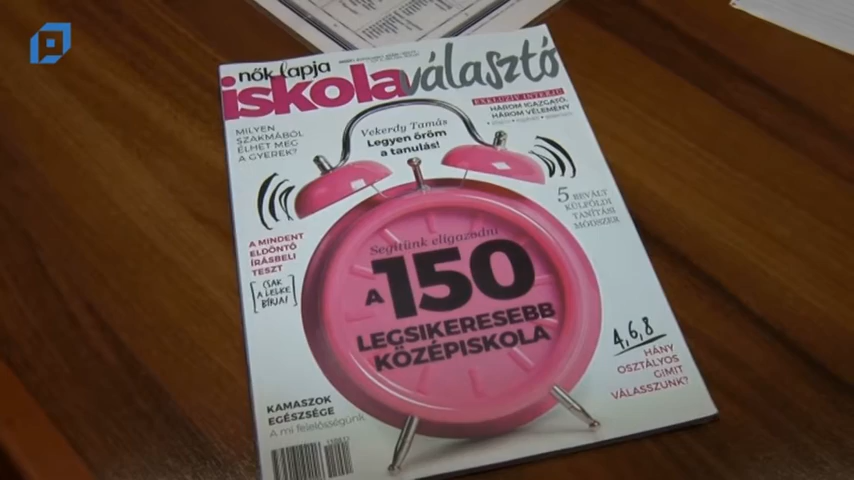 nők lapja
iskolaválasztó
EXKLUZÍV INTERJÚ
HÁROM IGAZGATÓ,
HÁROM VÉLEMÉNY
MILYEN
SZAKMÁBÓL
ÉLHET MEG
A GYEREK?
Vekerdy Tamás
Legyen öröm
a tanulás!
5 BEVÁLT
KÜLFÖLDI
TANÍTÁSI
MÓDSZER
A MINDENT
ELDÖNTŐ
ÍRÁSBELI
TESZT
[CSAK
A LELKE
BÍRJA!]
Segítünk eligazodni
A 150
LEGSIKERESEBB
KÖZÉPISKOLA
4,6,8
HÁNY
OSZTÁLYOS
GIMIT
VÁLASSZUNK?
KAMASZOK
EGÉSZSÉGE
A mi felelősségünk